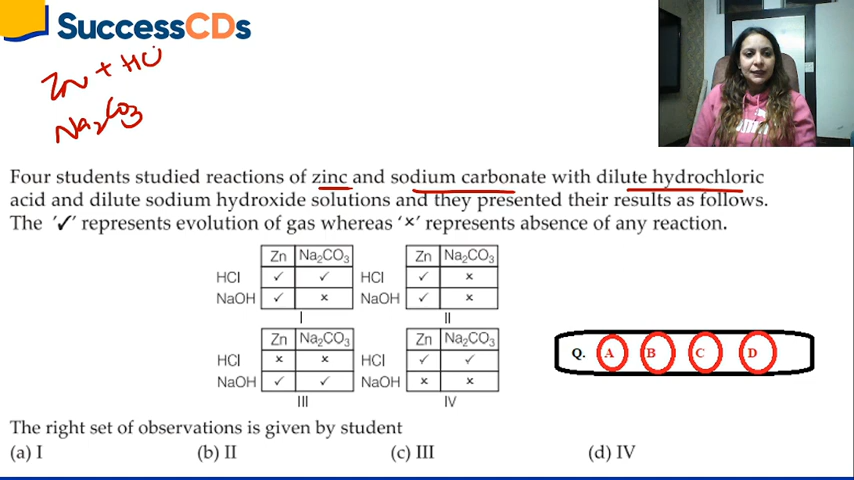 SuccessCDs
Zn + HCl
Na₂CO₃
Four students studied reactions of zinc and sodium carbonate with dilute hydrochloric
acid and dilute sodium hydroxide solutions and they presented their results as follows.
The '✓' represents evolution of gas whereas '×' represents absence of any reaction.
Zn Na₂CO₃ Zn Na₂CO₃
HCl ✓ ✓ HCl ✓ ×
NaOH ✓ × NaOH ✓ ×
I II
Zn Na₂CO₃ Zn Na₂CO₃
HCl × × HCl ✓ ✓
NaOH ✓ ✓ NaOH × ×
III IV
Q. A B C D
The right set of observations is given by student
(a) I (b) II (c) III (d) IV